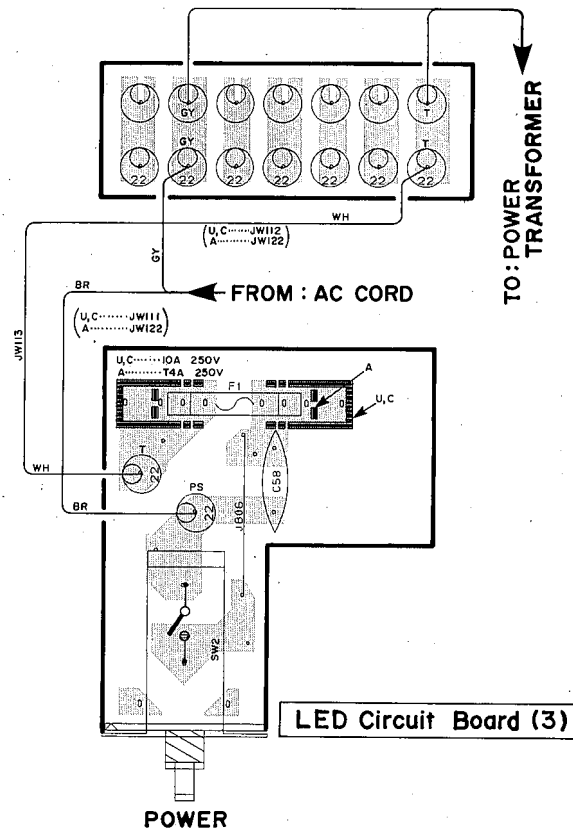 TO: POWER
TRANSFORMER
GY
T
GY
T
22
22
22
22
22
22
22
WH
(U,C······JW112
A·········JW122)
GY
BR
FROM : AC CORD
(U,C······JW111
A·········JW122)
JW113
U,C······10A 250V
A·········T4A 250V
F1
A
U,C
T
22
WH
C58
PS
22
BR
J806
SW2
LED Circuit Board (3)
POWER